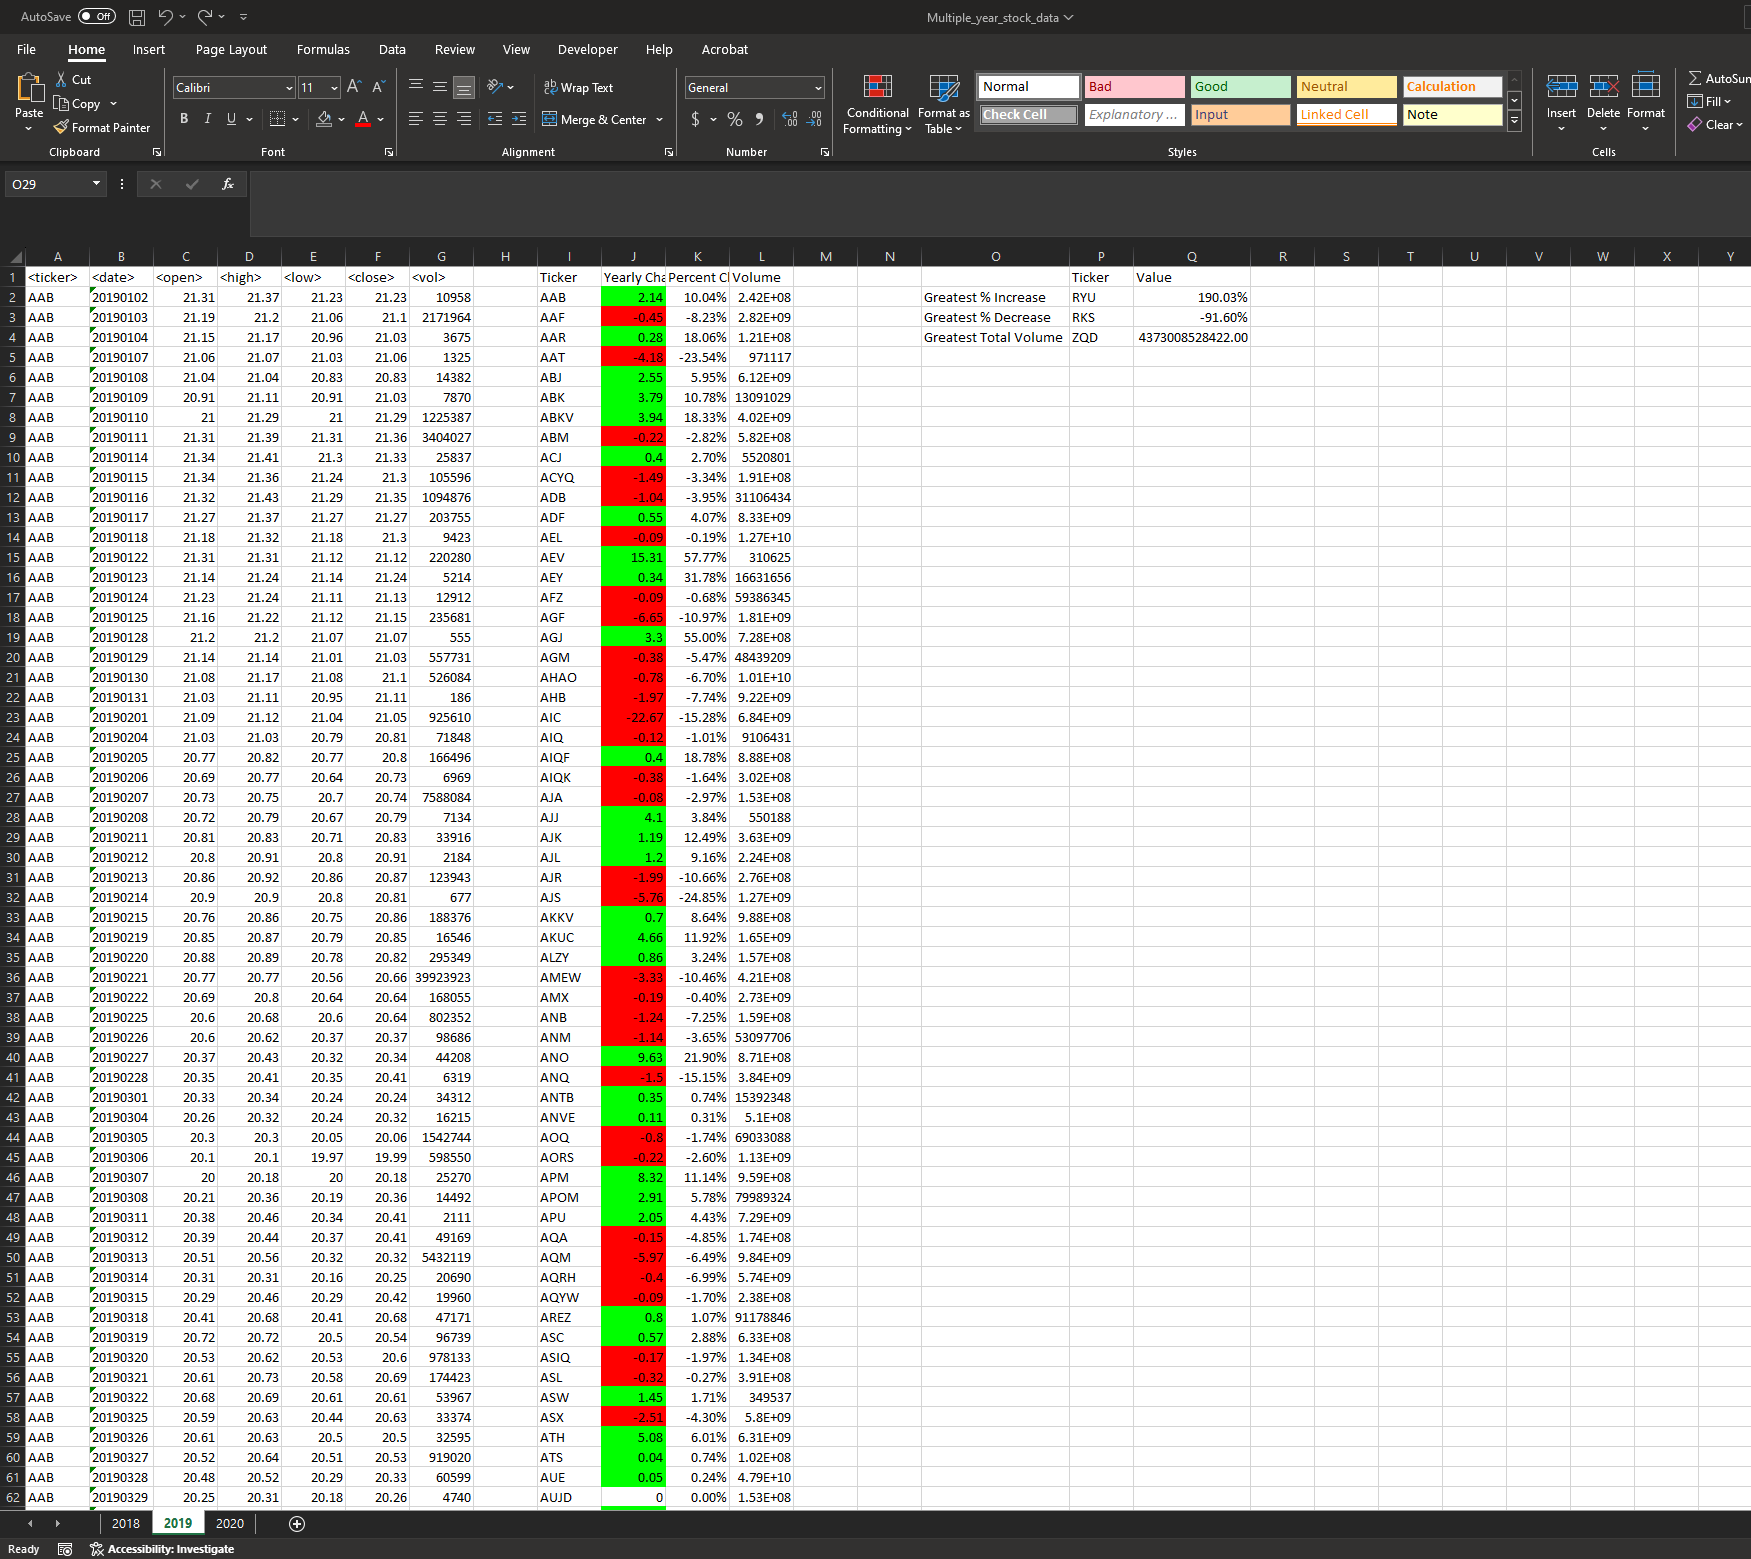 AutoSave Off Multiple_year_stock_data
File Home Insert Page Layout Formulas Data Review View Developer Help Acrobat
Paste Cut Copy Format Painter Clipboard
Calibri 11 B I U Font
Wrap Text Merge & Center Alignment
General $ % Number
Conditional Formatting Format as Table
Normal Bad Good Neutral Calculation
Check Cell Explanatory ... Input Linked Cell Note
Styles
Insert Delete Format Cells
AutoSum
Fill
Clear
O29 fx
A B C D E F G H I J K L M N O P Q R S T U V W X Y
1 <ticker> <date> <open> <high> <low> <close> <vol> Ticker Yearly Cha Percent Cl Volume Ticker Value
2 AAB 20190102 21.31 21.37 21.23 21.23 10958 AAB 2.14 10.04% 2.42E+08 Greatest % Increase RYU 190.03%
3 AAB 20190103 21.19 21.2 21.06 21.1 2171964 AAF -0.45 -8.23% 2.82E+09 Greatest % Decrease RKS -91.60%
4 AAB 20190104 21.15 21.17 20.96 21.03 3675 AAR 0.28 18.06% 1.21E+08 Greatest Total Volume ZQD 4373008528422.00
5 AAB 20190107 21.06 21.07 21.03 21.06 1325 AAT -4.18 -23.54% 971117
6 AAB 20190108 21.04 21.04 20.83 20.83 14382 ABJ 2.55 5.95% 6.12E+09
7 AAB 20190109 20.91 21.11 20.91 21.03 7870 ABK 3.79 10.78% 13091029
8 AAB 20190110 21 21.29 21 21.29 1225387 ABKV 3.94 18.33% 4.02E+09
9 AAB 20190111 21.31 21.39 21.31 21.36 3404027 ABM -0.22 -2.82% 5.82E+08
10 AAB 20190114 21.34 21.41 21.3 21.33 25837 ACJ 0.4 2.70% 5520801
11 AAB 20190115 21.34 21.36 21.24 21.3 105596 ACYQ -1.49 -3.34% 1.91E+08
12 AAB 20190116 21.32 21.43 21.29 21.35 1094876 ADB -1.04 -3.95% 31106434
13 AAB 20190117 21.27 21.37 21.27 21.27 203755 ADF 0.55 4.07% 8.33E+09
14 AAB 20190118 21.18 21.32 21.18 21.3 9423 AEL -0.09 -0.19% 1.27E+10
15 AAB 20190122 21.31 21.31 21.12 21.12 220280 AEV 15.31 57.77% 310625
16 AAB 20190123 21.14 21.24 21.14 21.24 5214 AEY 0.34 31.78% 16631656
17 AAB 20190124 21.23 21.24 21.11 21.13 12912 AFZ -0.09 -0.68% 59386345
18 AAB 20190125 21.16 21.22 21.12 21.15 235681 AGF -6.65 -10.97% 1.81E+09
19 AAB 20190128 21.2 21.2 21.07 21.07 555 AGJ 3.3 55.00% 7.28E+08
20 AAB 20190129 21.14 21.14 21.01 21.03 557731 AGM -0.38 -5.47% 48439209
21 AAB 20190130 21.08 21.17 21.08 21.1 526084 AHAO -0.78 -6.70% 1.01E+10
22 AAB 20190131 21.03 21.11 20.95 21.11 186 AHB -1.97 -7.74% 9.22E+09
23 AAB 20190201 21.09 21.12 21.04 21.05 925610 AIC -22.67 -15.28% 6.84E+09
24 AAB 20190204 21.03 21.03 20.79 20.81 71848 AIQ -0.12 -1.01% 9106431
25 AAB 20190205 20.77 20.82 20.77 20.8 166496 AIQF 0.4 18.78% 8.88E+08
26 AAB 20190206 20.69 20.77 20.64 20.73 6969 AIQK -0.38 -1.64% 3.02E+08
27 AAB 20190207 20.73 20.75 20.7 20.74 7588084 AJA -0.08 -2.97% 1.53E+08
28 AAB 20190208 20.72 20.79 20.67 20.79 7134 AJJ 4.1 3.84% 550188
29 AAB 20190211 20.81 20.83 20.71 20.83 33916 AJK 1.19 12.49% 3.63E+09
30 AAB 20190212 20.8 20.91 20.8 20.91 2184 AJL 1.2 9.16% 2.24E+08
31 AAB 20190213 20.86 20.92 20.86 20.87 123943 AJR -1.99 -10.66% 2.76E+08
32 AAB 20190214 20.9 20.9 20.8 20.81 677 AJS -5.76 -24.85% 1.27E+09
33 AAB 20190215 20.76 20.86 20.75 20.86 188376 AKKV 0.7 8.64% 9.88E+08
34 AAB 20190219 20.85 20.87 20.79 20.85 16546 AKUC 4.66 11.92% 1.65E+09
35 AAB 20190220 20.88 20.89 20.78 20.82 295349 ALZY 0.86 3.24% 1.57E+08
36 AAB 20190221 20.77 20.77 20.56 20.66 39923923 AMEW -3.33 -10.46% 4.21E+08
37 AAB 20190222 20.69 20.8 20.64 20.64 168055 AMX -0.19 -0.40% 2.73E+09
38 AAB 20190225 20.6 20.68 20.6 20.64 802352 ANB -1.24 -7.25% 1.59E+08
39 AAB 20190226 20.6 20.62 20.37 20.37 98686 ANM -1.14 -3.65% 53097706
40 AAB 20190227 20.37 20.43 20.32 20.34 44208 ANO 9.63 21.90% 8.71E+08
41 AAB 20190228 20.35 20.41 20.35 20.41 6319 ANQ -1.5 -15.15% 3.84E+09
42 AAB 20190301 20.33 20.34 20.24 20.24 34312 ANTB 0.35 0.74% 15392348
43 AAB 20190304 20.26 20.32 20.24 20.32 16215 ANVE 0.11 0.31% 5.1E+08
44 AAB 20190305 20.3 20.3 20.05 20.06 1542744 AOQ -0.8 -1.74% 69033088
45 AAB 20190306 20.1 20.1 19.97 19.99 598550 AORS -0.22 -2.60% 1.13E+09
46 AAB 20190307 20 20.18 20 20.18 25270 APM 8.32 11.14% 9.59E+08
47 AAB 20190308 20.21 20.36 20.19 20.36 14492 APOM 2.91 5.78% 79989324
48 AAB 20190311 20.38 20.46 20.34 20.41 2111 APU 2.05 4.43% 7.29E+09
49 AAB 20190312 20.39 20.44 20.37 20.41 49169 AQA -0.15 -4.85% 1.74E+08
50 AAB 20190313 20.51 20.56 20.32 20.32 5432119 AQM -5.97 -6.49% 9.84E+09
51 AAB 20190314 20.31 20.31 20.16 20.25 20690 AQRH -0.4 -6.99% 5.74E+09
52 AAB 20190315 20.29 20.46 20.29 20.42 19960 AQYW -0.09 -1.70% 2.38E+08
53 AAB 20190318 20.41 20.68 20.41 20.68 47171 AREZ 0.8 1.07% 91178846
54 AAB 20190319 20.72 20.72 20.5 20.54 96739 ASC 0.57 2.88% 6.33E+08
55 AAB 20190320 20.53 20.62 20.53 20.6 978133 ASIQ -0.17 -1.97% 1.34E+08
56 AAB 20190321 20.61 20.73 20.58 20.69 174423 ASL -0.32 -0.27% 3.91E+08
57 AAB 20190322 20.68 20.69 20.61 20.61 53967 ASW 1.45 1.71% 349537
58 AAB 20190325 20.59 20.63 20.44 20.63 33374 ASX -2.51 -4.30% 5.8E+09
59 AAB 20190326 20.61 20.63 20.5 20.5 32595 ATH 5.08 6.01% 6.31E+09
60 AAB 20190327 20.52 20.64 20.51 20.53 919020 ATS 0.04 0.74% 1.02E+08
61 AAB 20190328 20.48 20.52 20.29 20.33 60599 AUE 0.05 0.24% 4.79E+10
62 AAB 20190329 20.25 20.31 20.18 20.26 4740 AUJD 0 0.00% 1.53E+08
2018 2019 2020
Ready Accessibility: Investigate